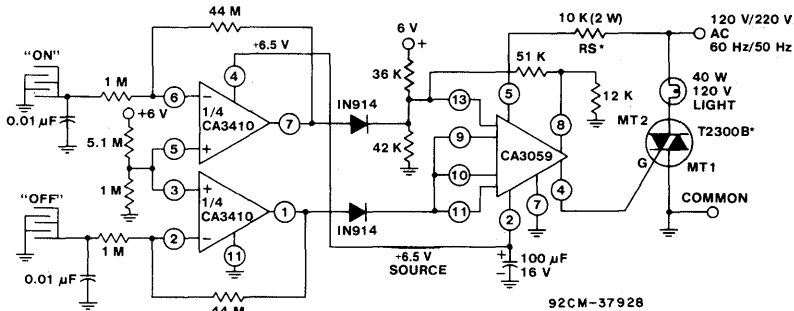 44 M
+6.5 V
6 V
+
10 K (2 W)
RS*
120 V/220 V
AC
60 Hz/50 Hz
"ON"
1 M
0.01 µF
6
−
4
1/4
CA3410
7
+6 V
5.1 M
5
+
1 M
IN914
36 K
42 K
51 K
12 K
40 W
120 V
LIGHT
13
5
9
10
11
CA3059
8
4
2
7
MT2
T2300B*
G
MT1
COMMON
"OFF"
3
+
1/4
CA3410
1
2
−
11
1 M
0.01 µF
44 M
IN914
+6.5 V
SOURCE
+
−
100 µF
16 V
92CM-37928